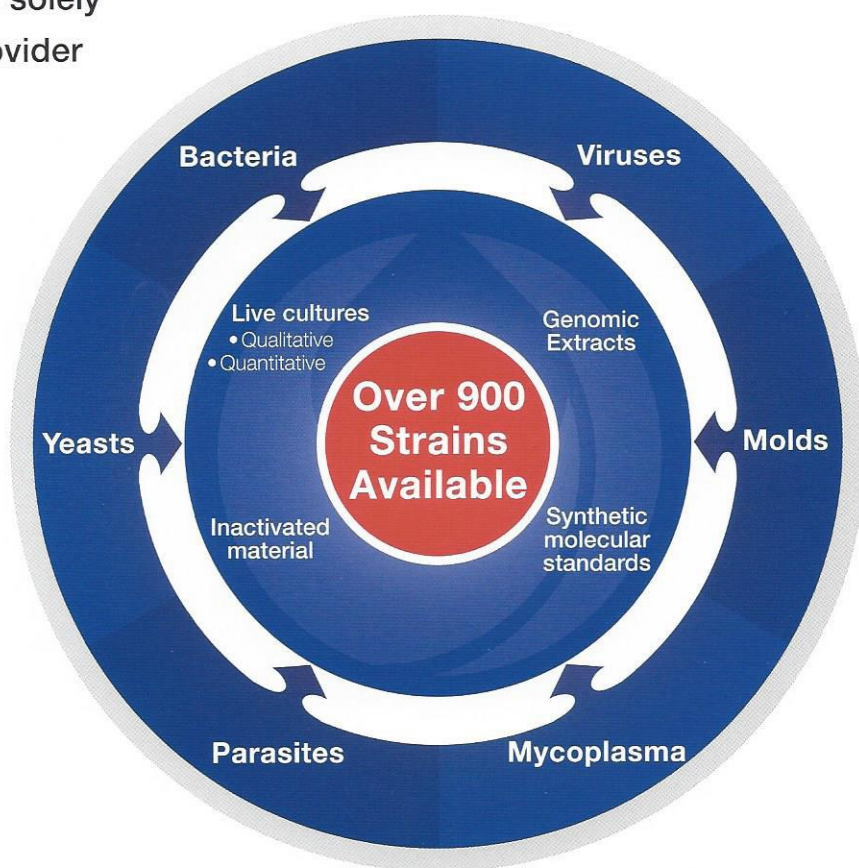 solely
ovider
Bacteria
Viruses
Live cultures
• Qualitative
• Quantitative
Genomic
Extracts
Over 900
Strains
Available
Yeasts
Molds
Inactivated
material
Synthetic
molecular
standards
Parasites
Mycoplasma